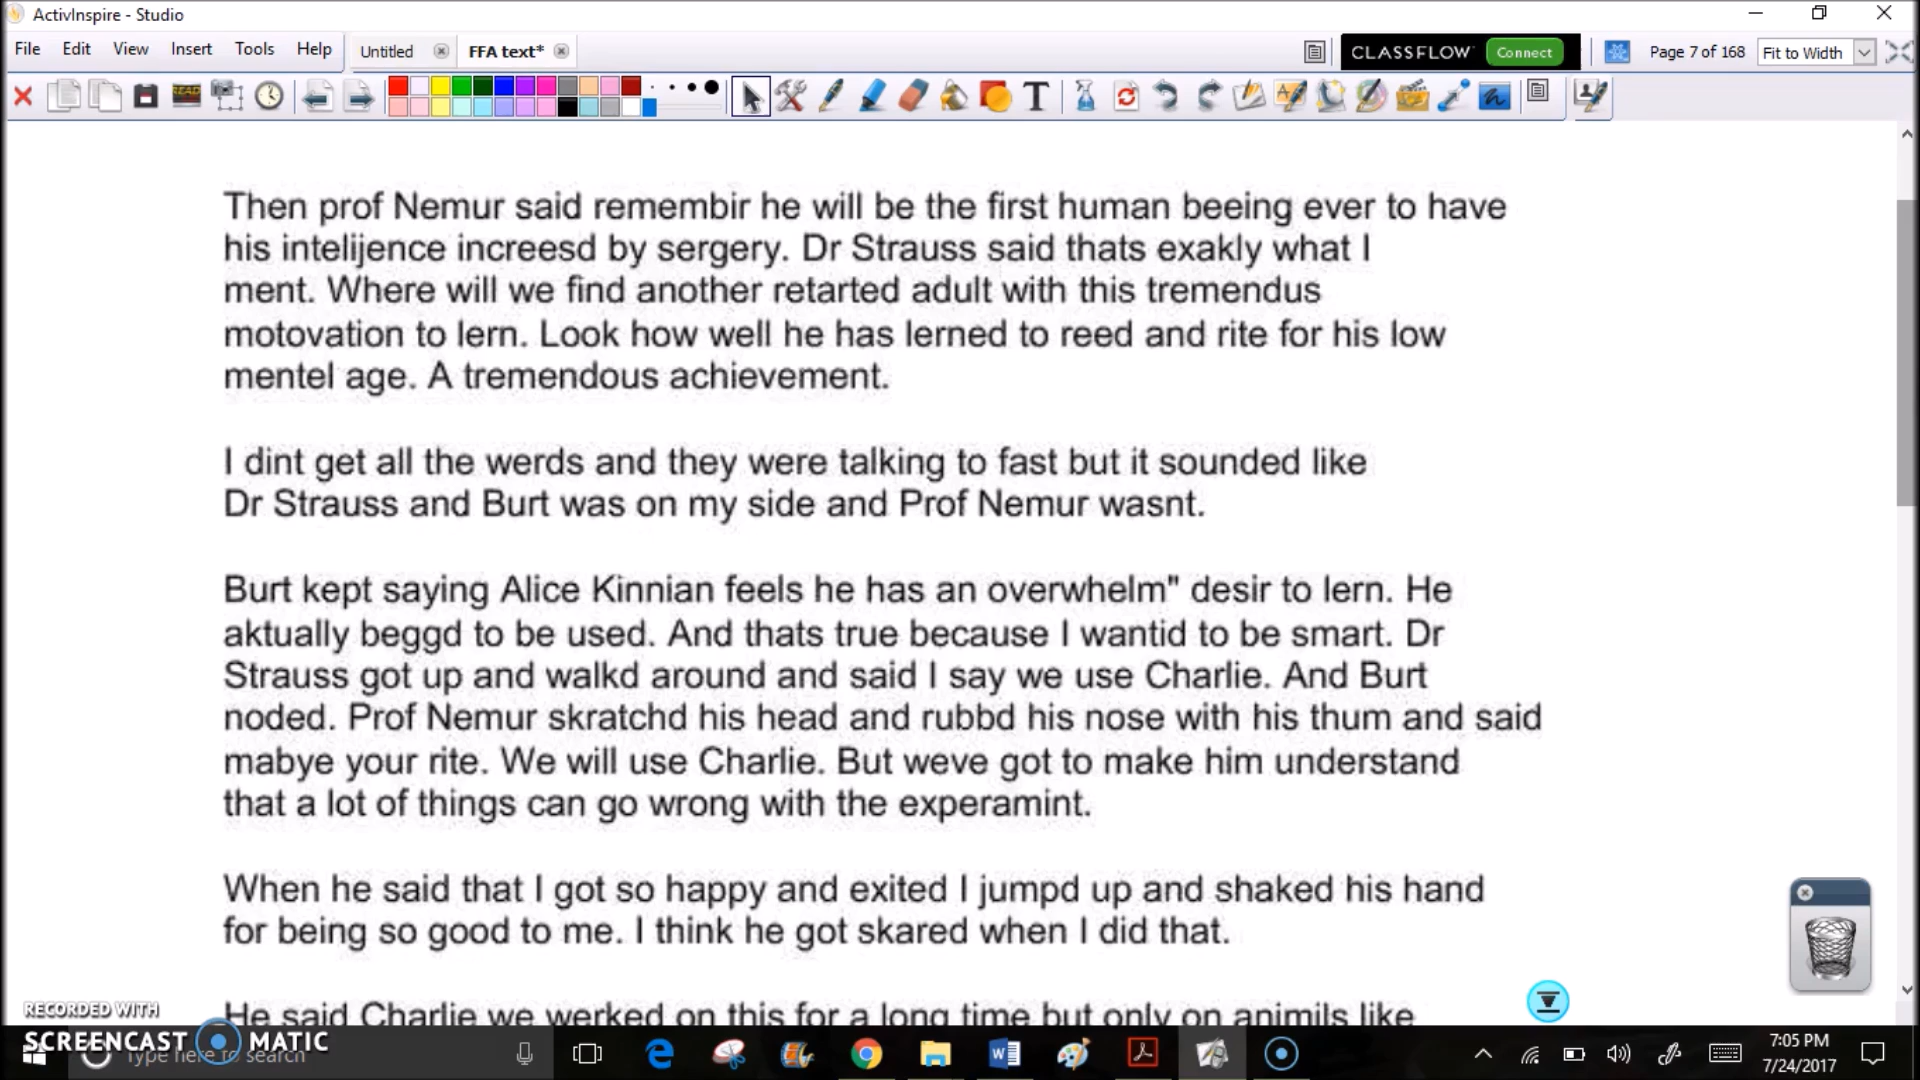 ActivInspire - Studio
File Edit View Insert Tools Help Untitled FFA text* CLASSFLOW Connect Page 7 of 168 Fit to Width
READ
Then prof Nemur said remembir he will be the first human beeing ever to have
his intelijence increesd by sergery. Dr Strauss said thats exakly what I
ment. Where will we find another retarted adult with this tremendus
motovation to lern. Look how well he has lerned to reed and rite for his low
mentel age. A tremendous achievement.
I dint get all the werds and they were talking to fast but it sounded like
Dr Strauss and Burt was on my side and Prof Nemur wasnt.
Burt kept saying Alice Kinnian feels he has an overwhelm" desir to lern. He
aktually beggd to be used. And thats true because I wantid to be smart. Dr
Strauss got up and walkd around and said I say we use Charlie. And Burt
noded. Prof Nemur skratchd his head and rubbd his nose with his thum and said
mabye your rite. We will use Charlie. But weve got to make him understand
that a lot of things can go wrong with the experamint.
When he said that I got so happy and exited I jumpd up and shaked his hand
for being so good to me. I think he got skared when I did that.
He said Charlie we werked on this for a long time but only on animils like
RECORDED WITH
SCREENCAST MATIC
Type here to search
7:05 PM
7/24/2017